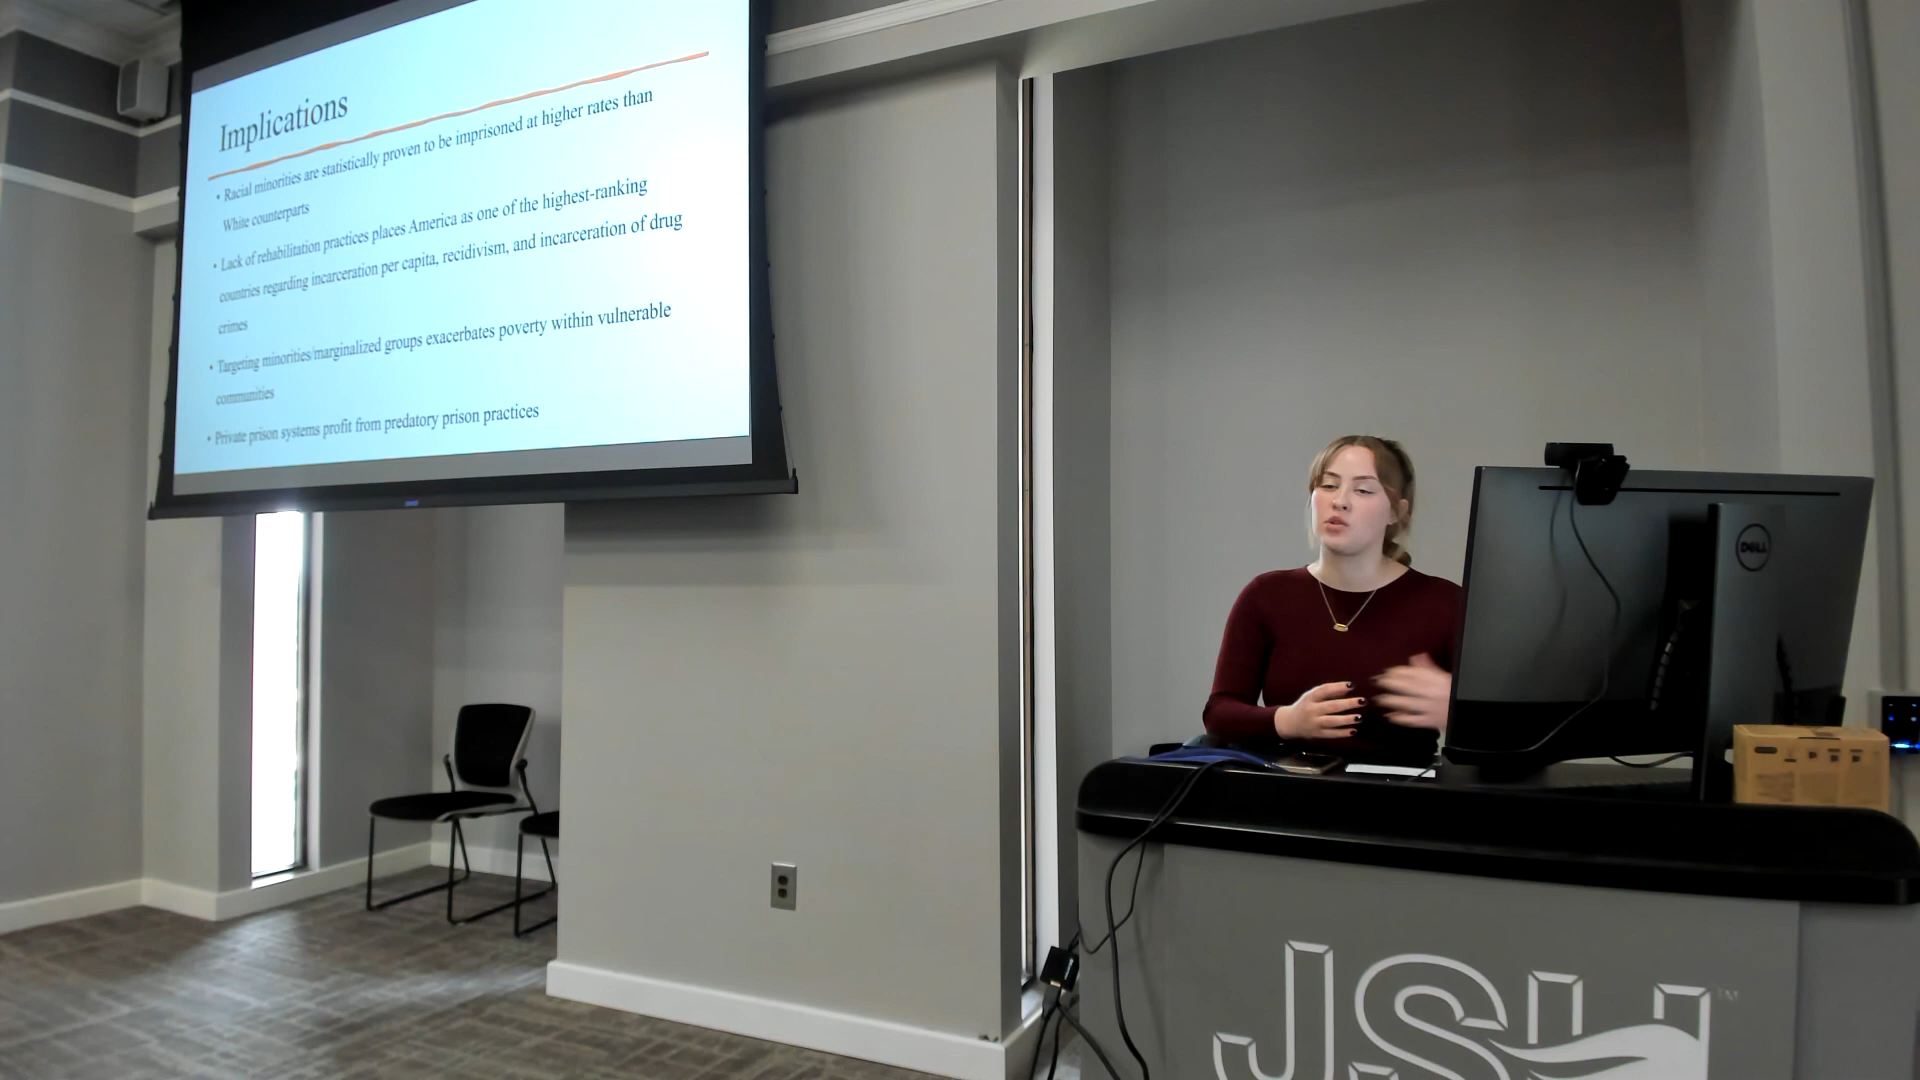 Implications
• Racial minorities are statistically proven to be imprisoned at higher rates than
White counterparts
• Lack of rehabilitation practices places America as one of the highest-ranking
countries regarding incarceration per capita, recidivism, and incarceration of drug
crimes
• Targeting minorities/marginalized groups exacerbates poverty within vulnerable
communities
• Private prison systems profit from predatory prison practices
DELL
JSU